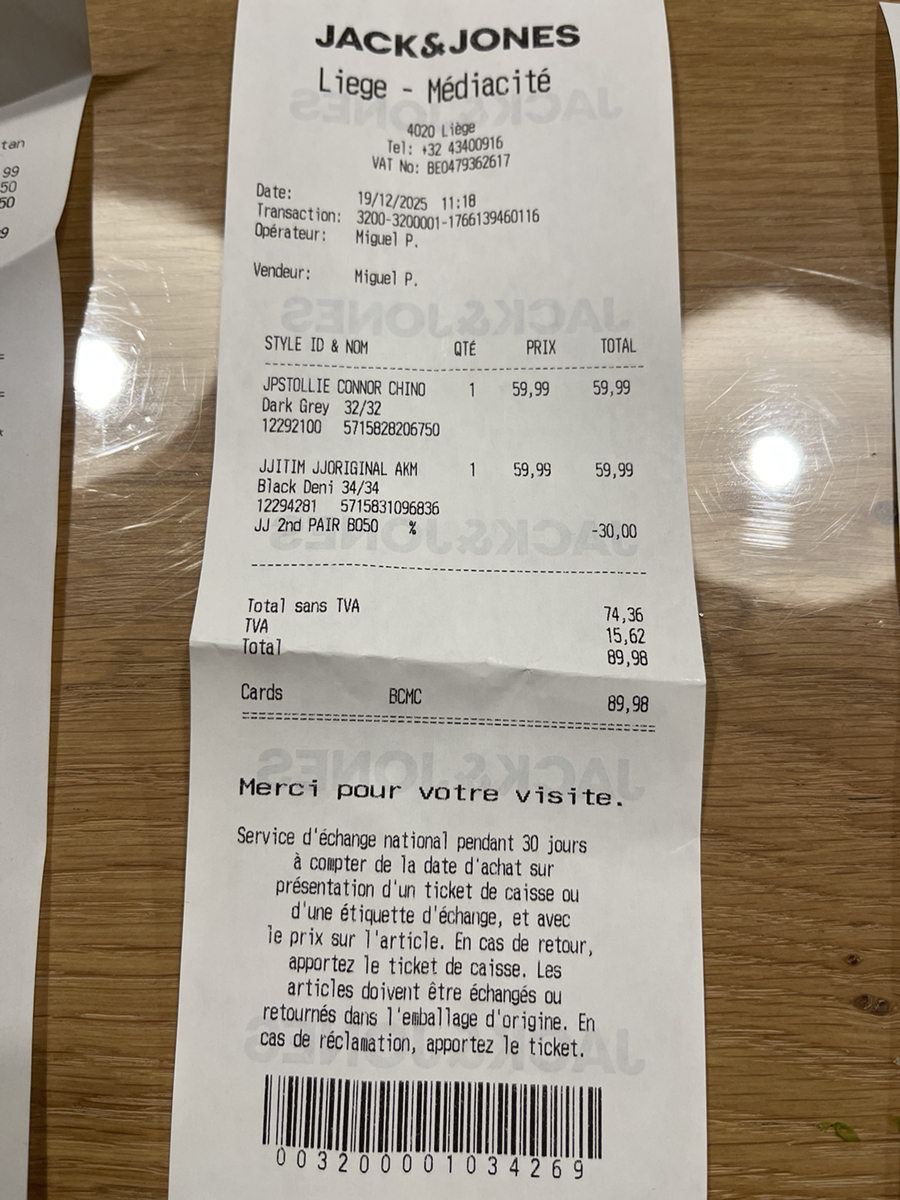 JACK&JONES
Liege - Médiacité
4020 Liège
Tel: +32 43400916
VAT No: BE0479362617
Date: 19/12/2025 11:18
Transaction: 3200-3200001-1766139460116
Opérateur: Miguel P.
Vendeur: Miguel P.
STYLE ID & NOM QTÉ PRIX TOTAL
JPSTOLLIE CONNOR CHINO 1 59,99 59,99
Dark Grey 32/32
12292100 5715828206750
JJITIM JJORIGINAL AKM 1 59,99 59,99
Black Deni 34/34
12294281 5715831096836
JJ 2nd PAIR BO50 % -30,00
Total sans TVA 74,36
TVA 15,62
Total 89,98
Cards BCMC 89,98
Merci pour votre visite.
Service d'échange national pendant 30 jours
à compter de la date d'achat sur
présentation d'un ticket de caisse ou
d'une étiquette d'échange, et avec
le prix sur l'article. En cas de retour,
apportez le ticket de caisse. Les
articles doivent être échangés ou
retournés dans l'emballage d'origine. En
cas de réclamation, apportez le ticket.
0032000001034269